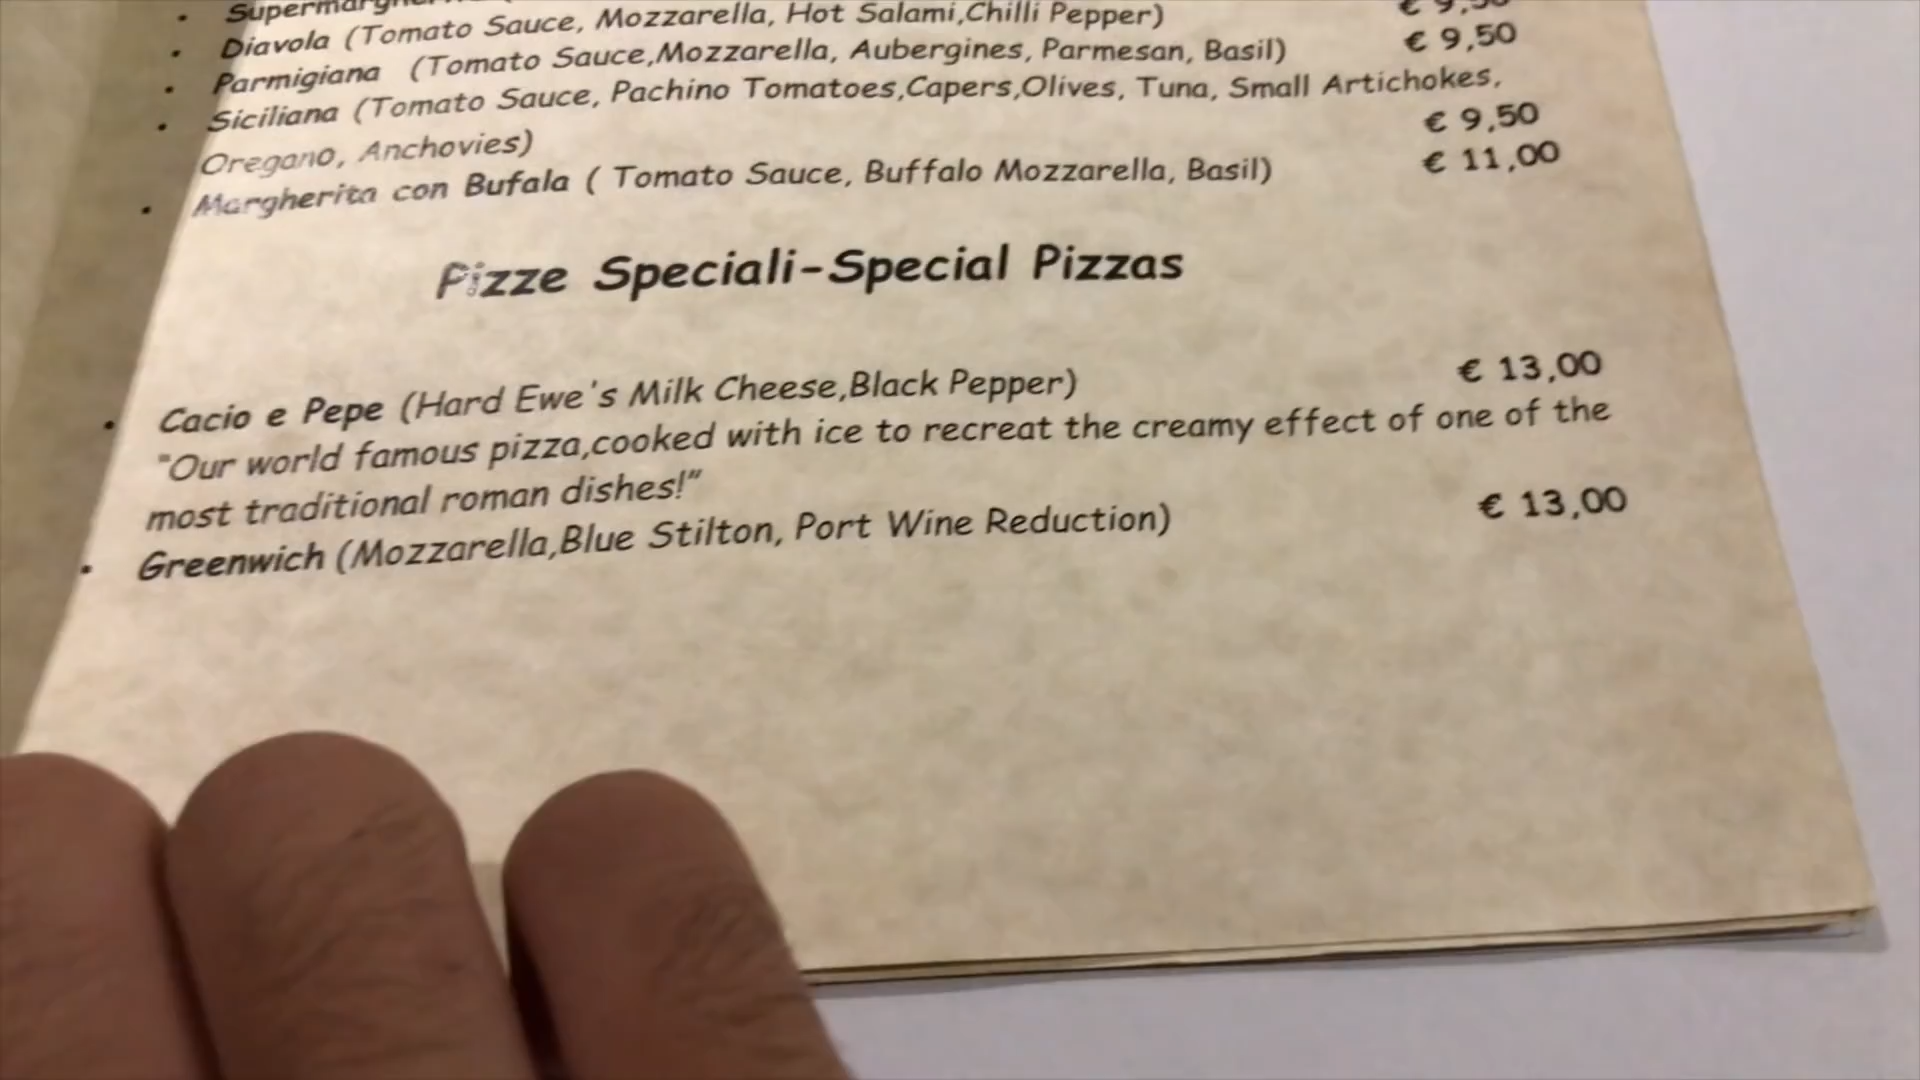 Diavola (Tomato Sauce, Mozzarella, Hot Salami,Chilli Pepper)
Parmigiana (Tomato Sauce,Mozzarella, Aubergines, Parmesan, Basil) € 9,50
Siciliana (Tomato Sauce, Pachino Tomatoes,Capers,Olives, Tuna, Small Artichokes,
Oregano, Anchovies) € 9,50
Margherita con Bufala ( Tomato Sauce, Buffalo Mozzarella, Basil) € 11,00
Pizze Speciali-Special Pizzas
Cacio e Pepe (Hard Ewe's Milk Cheese,Black Pepper) € 13,00
"Our world famous pizza,cooked with ice to recreat the creamy effect of one of the
most traditional roman dishes!"
Greenwich (Mozzarella,Blue Stilton, Port Wine Reduction) € 13,00